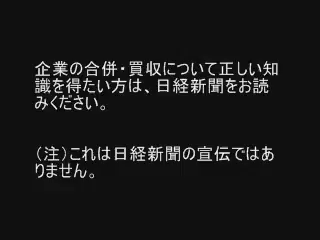 企業の合併・買収について正しい知
識を得たい方は、日経新聞をお読
みください。
（注）これは日経新聞の宣伝ではあ
りません。